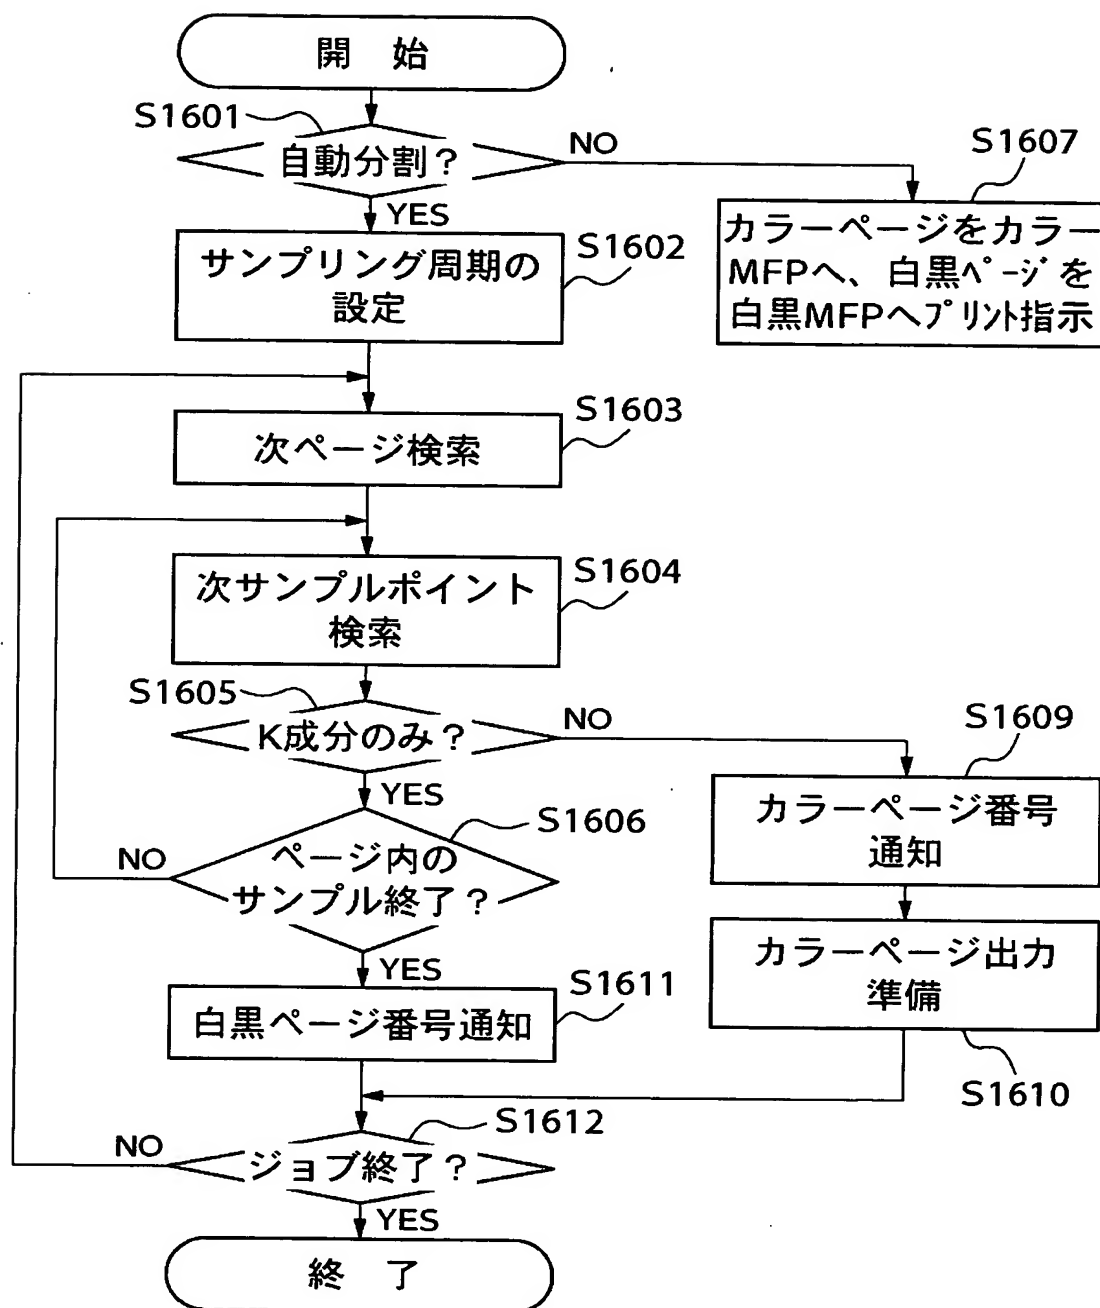 開 始
S1601
自動分割?
NO
YES
S1607
カラーページをカラー
MFPへ、白黒ページを
白黒MFPへプリント指示
S1602
サンプリング周期の
設定
S1603
次ページ検索
S1604
次サンプルポイント
検索
S1605
K成分のみ?
NO
YES
S1609
カラーページ番号
通知
S1606
ページ内の
サンプル終了?
NO
YES
カラーページ出力
準備
S1610
S1611
白黒ページ番号通知
S1612
ジョブ終了?
NO
YES
終 了